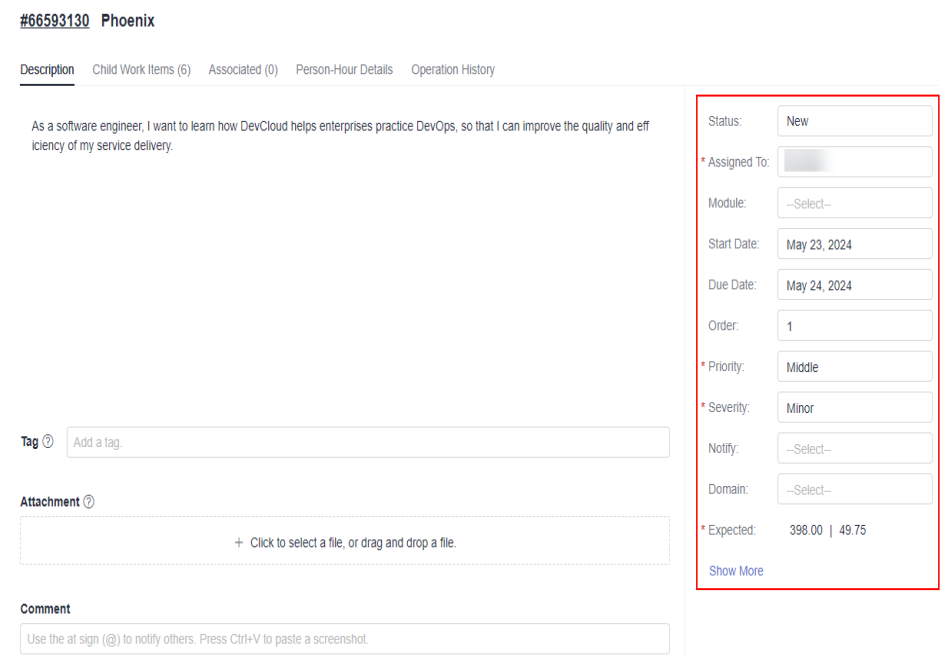 #66593130 Phoenix
Description Child Work Items (6) Associated (0) Person-Hour Details Operation History
As a software engineer, I want to learn how DevCloud helps enterprises practice DevOps, so that I can improve the quality and eff
iciency of my service delivery.
Tag ?
Add a tag.
Attachment ?
+ Click to select a file, or drag and drop a file.
Comment
Use the at sign (@) to notify others. Press Ctrl+V to paste a screenshot.
Status: New
* Assigned To:
Module: --Select--
Start Date: May 23, 2024
Due Date: May 24, 2024
Order: 1
* Priority: Middle
* Severity: Minor
Notify: --Select--
Domain: --Select--
* Expected: 398.00 | 49.75
Show More